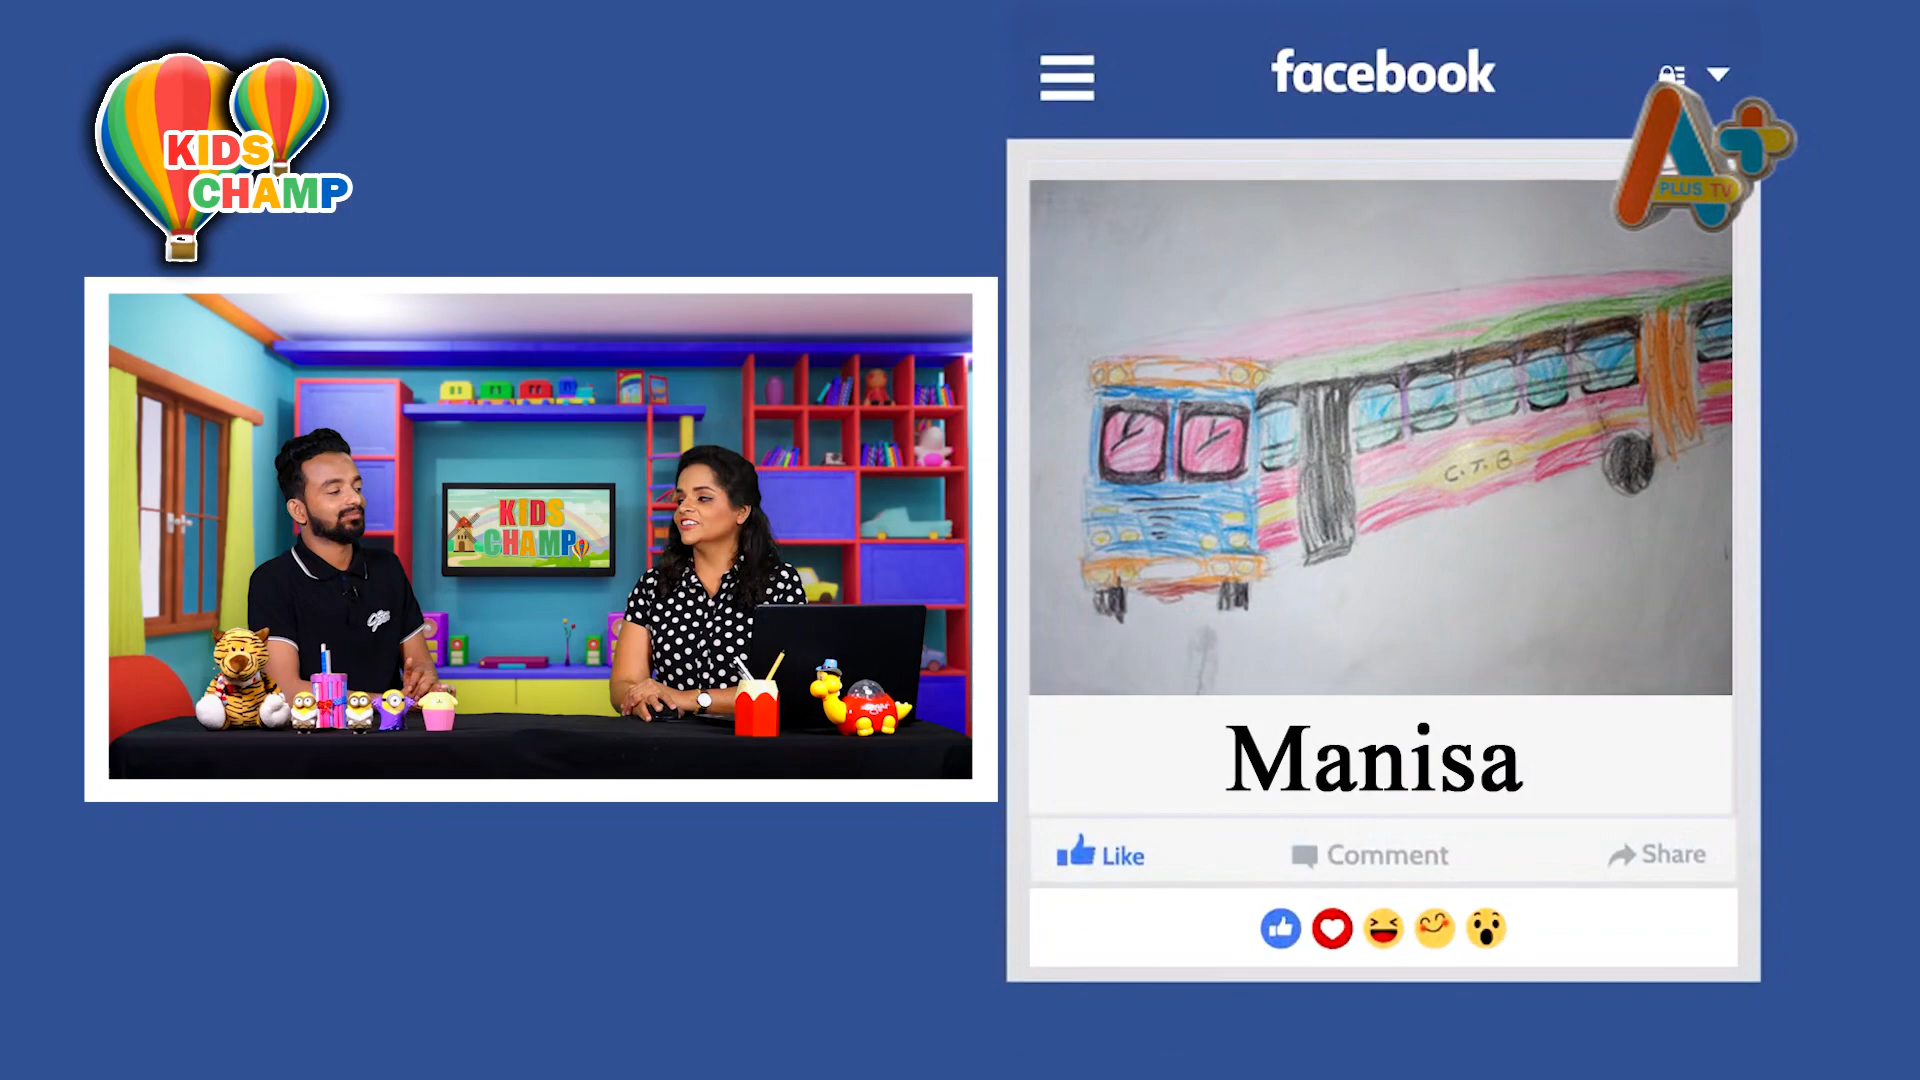 KIDS
CHAMP
facebook
A+
PLUS TV
KIDS
CHAMP
C.T.B
Manisa
Like
Comment
Share